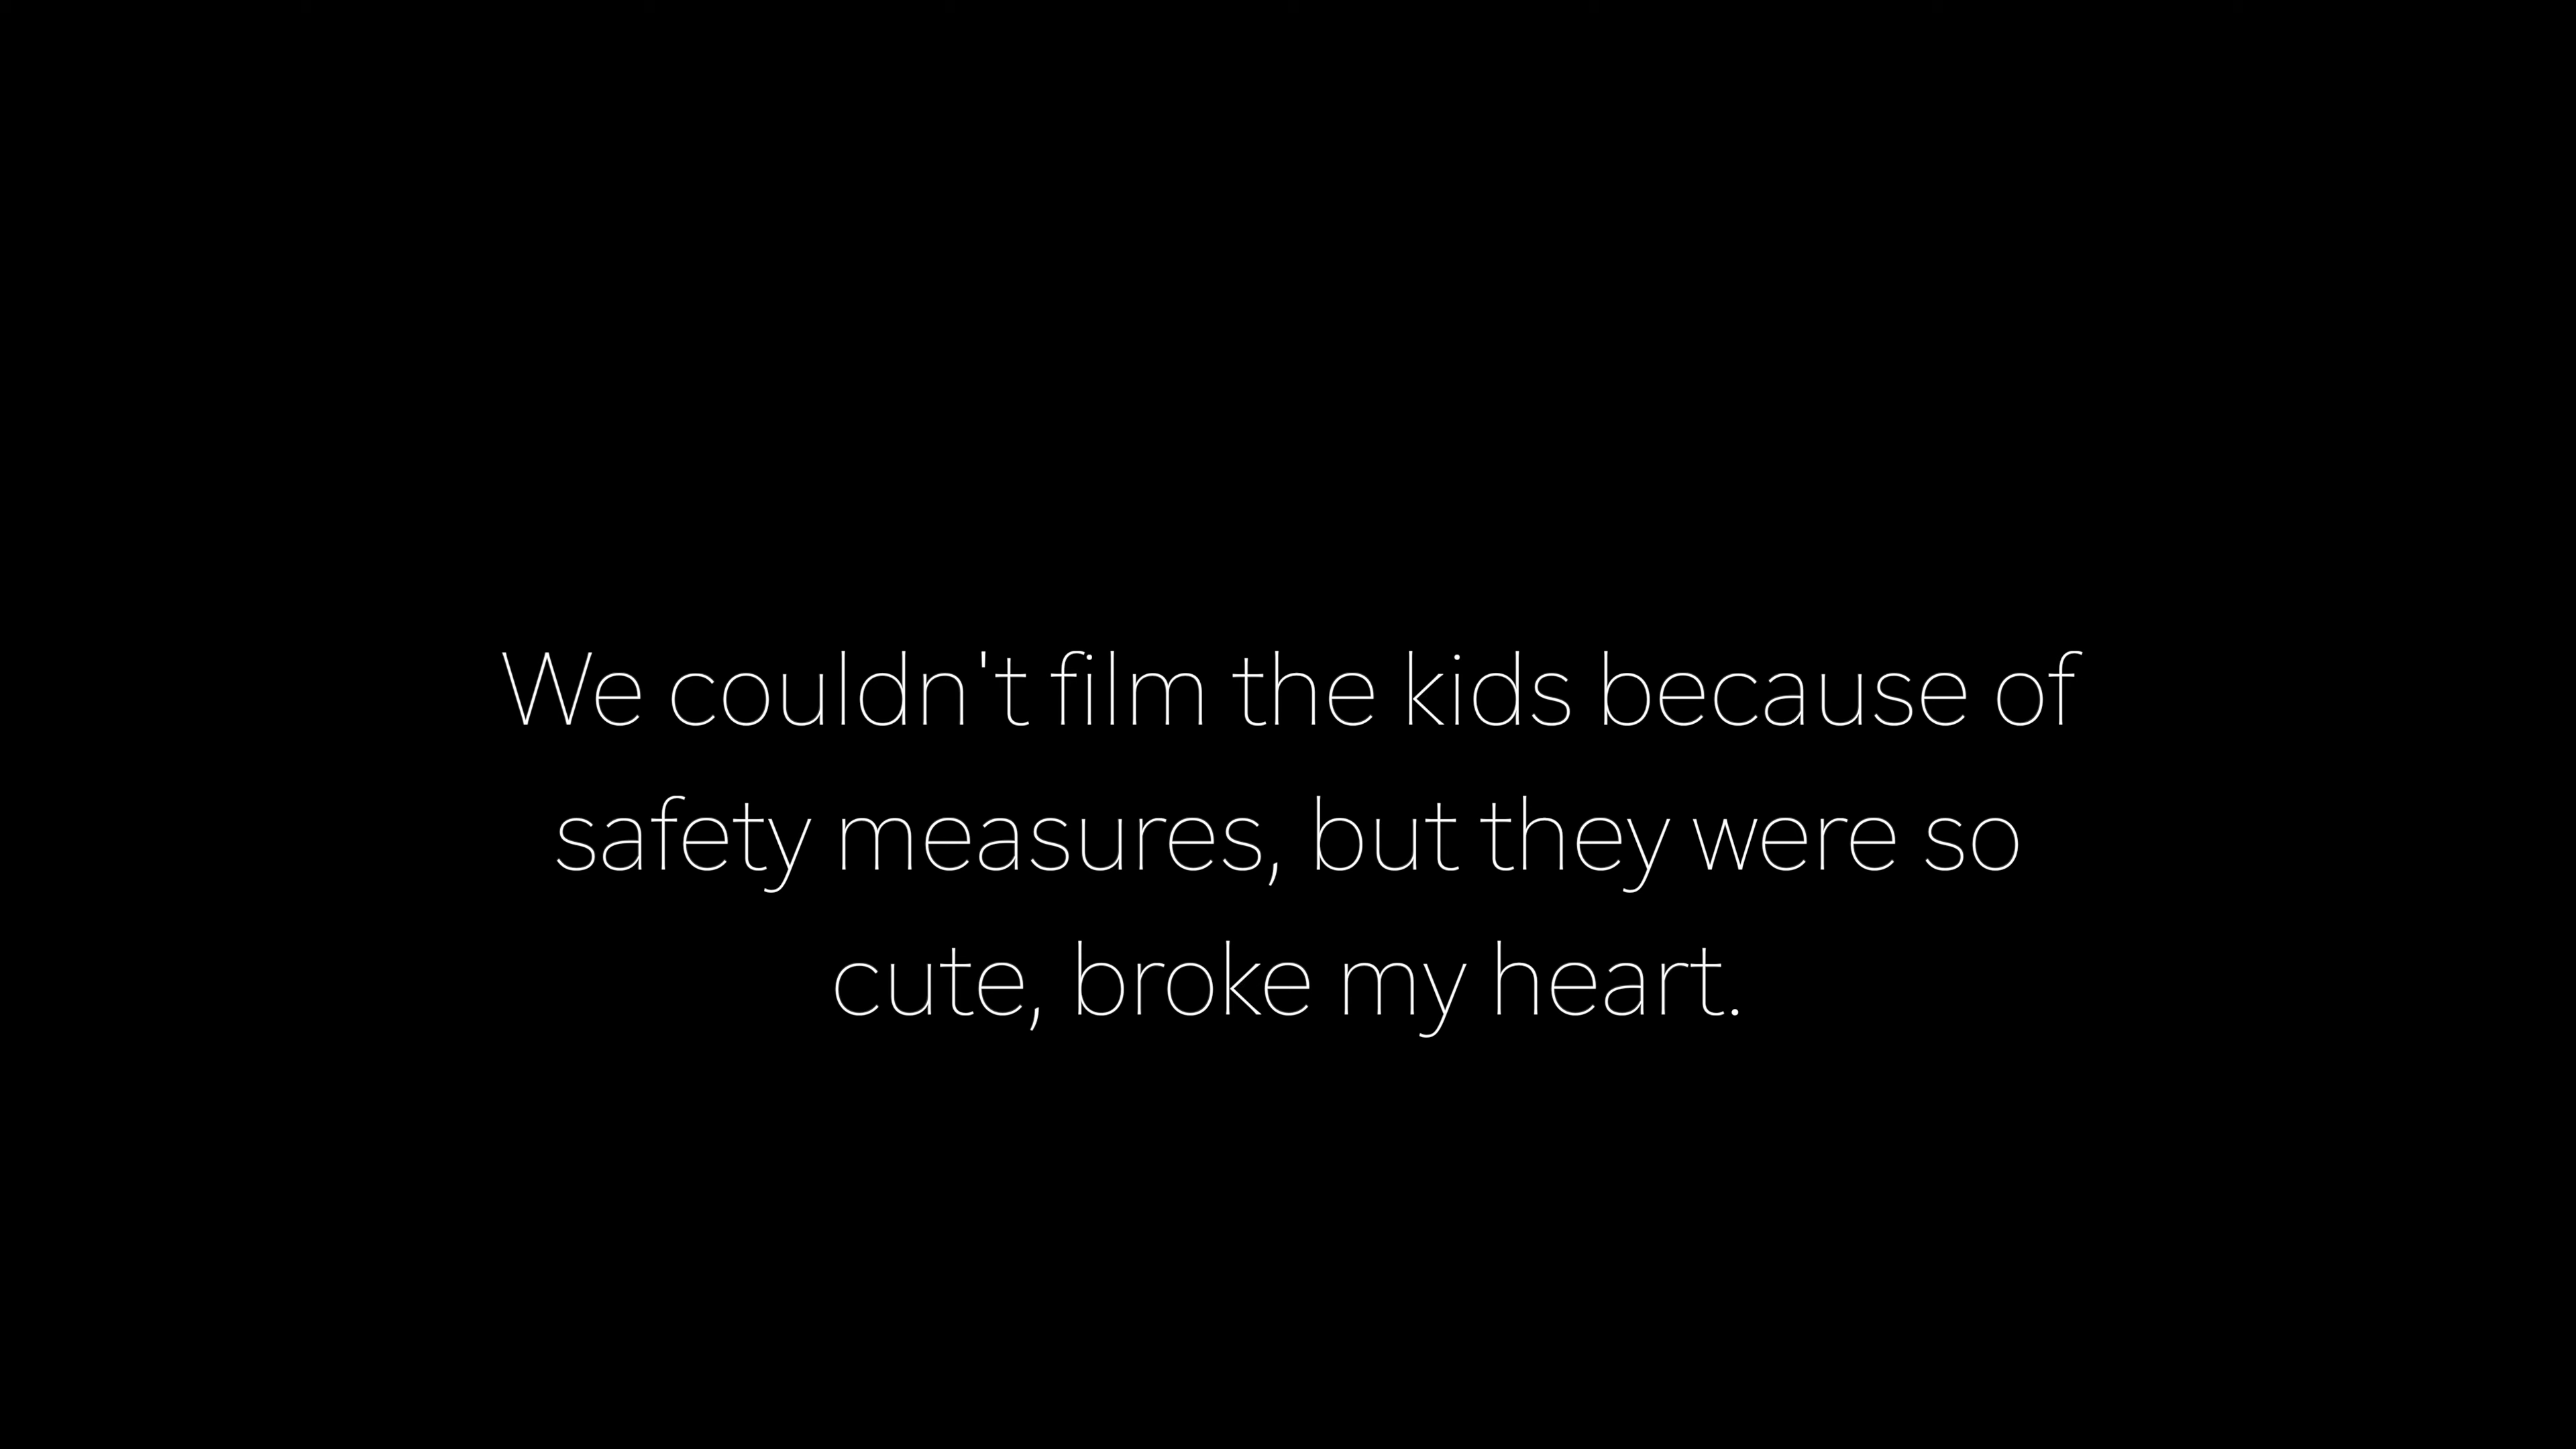 We couldn't film the kids because of
safety measures, but they were so
cute, broke my heart.